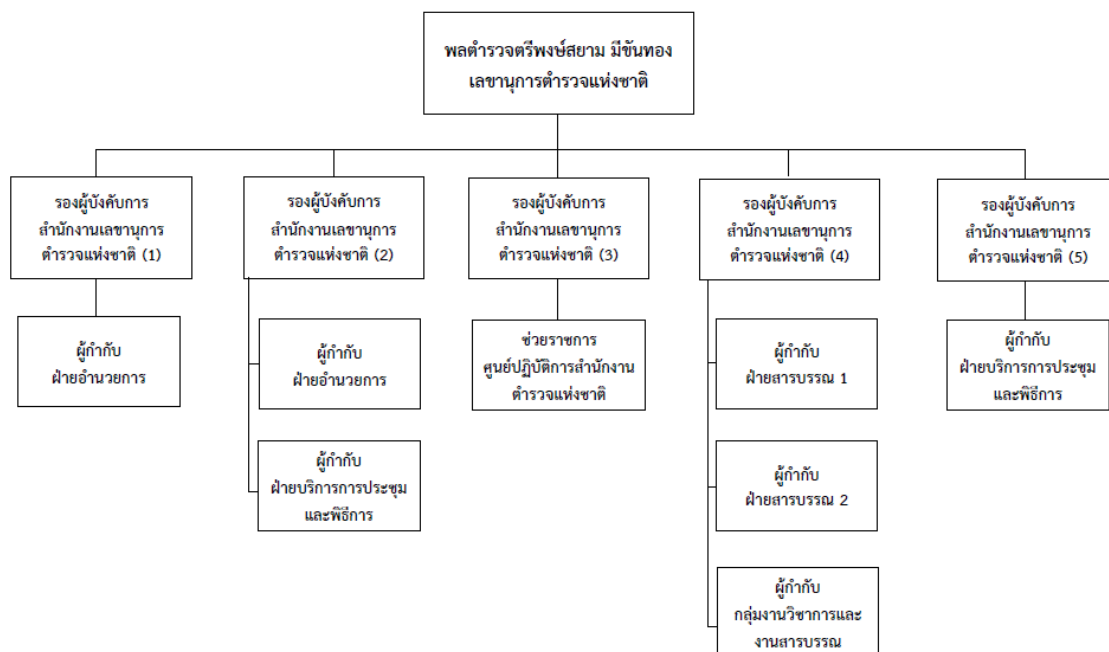 พลตำรวจตรีพงษ์สยาม มีขันทอง
เลขานุการตำรวจแห่งชาติ
รองผู้บังคับการ
สำนักงานเลขานุการ
ตำรวจแห่งชาติ (1)
รองผู้บังคับการ
สำนักงานเลขานุการ
ตำรวจแห่งชาติ (2)
รองผู้บังคับการ
สำนักงานเลขานุการ
ตำรวจแห่งชาติ (3)
รองผู้บังคับการ
สำนักงานเลขานุการ
ตำรวจแห่งชาติ (4)
รองผู้บังคับการ
สำนักงานเลขานุการ
ตำรวจแห่งชาติ (5)
ผู้กำกับ
ฝ่ายอำนวยการ
ผู้กำกับ
ฝ่ายอำนวยการ
ช่วยราชการ
ศูนย์ปฏิบัติการสำนักงาน
ตำรวจแห่งชาติ
ผู้กำกับ
ฝ่ายสารบรรณ 1
ผู้กำกับ
ฝ่ายบริการการประชุม
และพิธีการ
ผู้กำกับ
ฝ่ายบริการการประชุม
และพิธีการ
ผู้กำกับ
ฝ่ายสารบรรณ 2
ผู้กำกับ
กลุ่มงานวิชาการและ
งานสารบรรณ